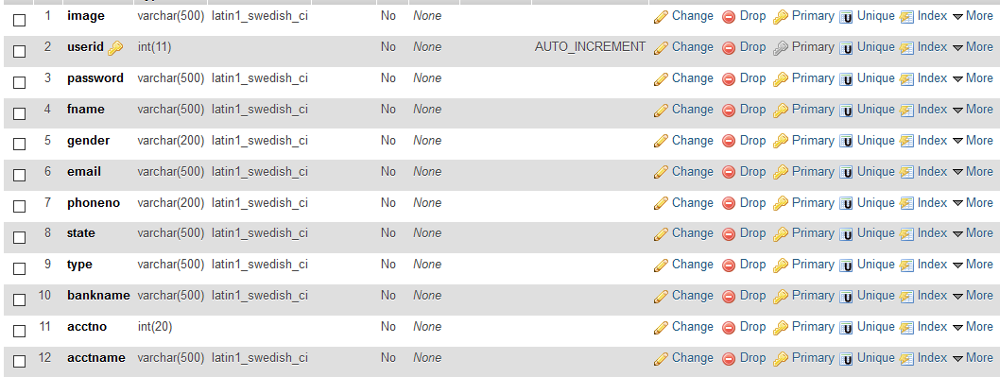 1 image varchar(500) latin1_swedish_ci No None Change Drop Primary Unique Index More
2 userid int(11) No None AUTO_INCREMENT Change Drop Primary Unique Index More
3 password varchar(500) latin1_swedish_ci No None Change Drop Primary Unique Index More
4 fname varchar(500) latin1_swedish_ci No None Change Drop Primary Unique Index More
5 gender varchar(200) latin1_swedish_ci No None Change Drop Primary Unique Index More
6 email varchar(500) latin1_swedish_ci No None Change Drop Primary Unique Index More
7 phoneno varchar(200) latin1_swedish_ci No None Change Drop Primary Unique Index More
8 state varchar(500) latin1_swedish_ci No None Change Drop Primary Unique Index More
9 type varchar(500) latin1_swedish_ci No None Change Drop Primary Unique Index More
10 bankname varchar(500) latin1_swedish_ci No None Change Drop Primary Unique Index More
11 acctno int(20) No None Change Drop Primary Unique Index More
12 acctname varchar(500) latin1_swedish_ci No None Change Drop Primary Unique Index More